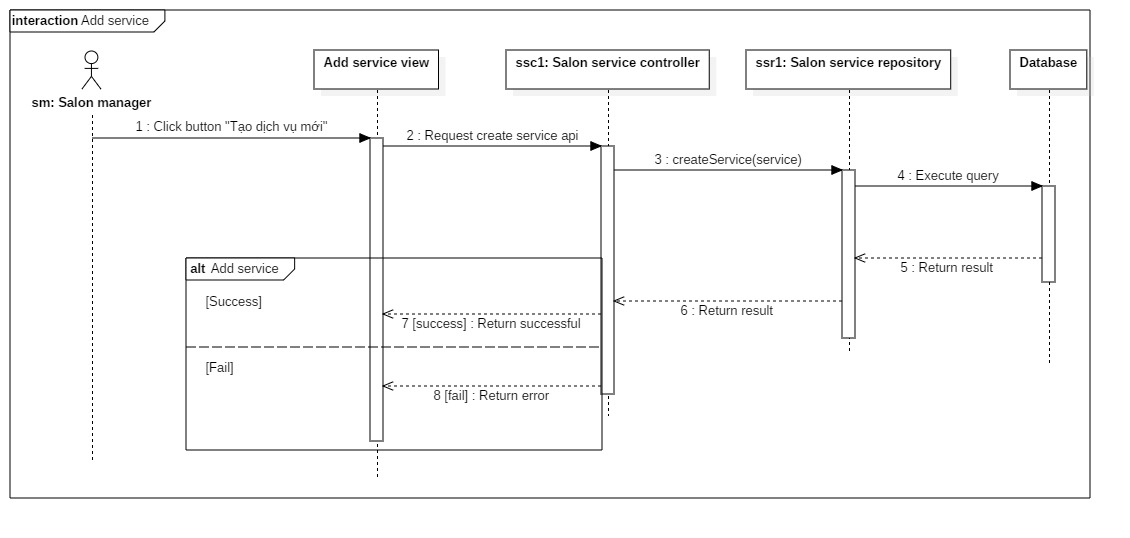 interaction Add service
Add service view
ssc1: Salon service controller
ssr1: Salon service repository
Database
sm: Salon manager
1 : Click button "Tạo dịch vụ mới"
2 : Request create service api
3 : createService(service)
4 : Execute query
5 : Return result
alt Add service
[Success]
6 : Return result
7 [success] : Return successful
[Fail]
8 [fail] : Return error